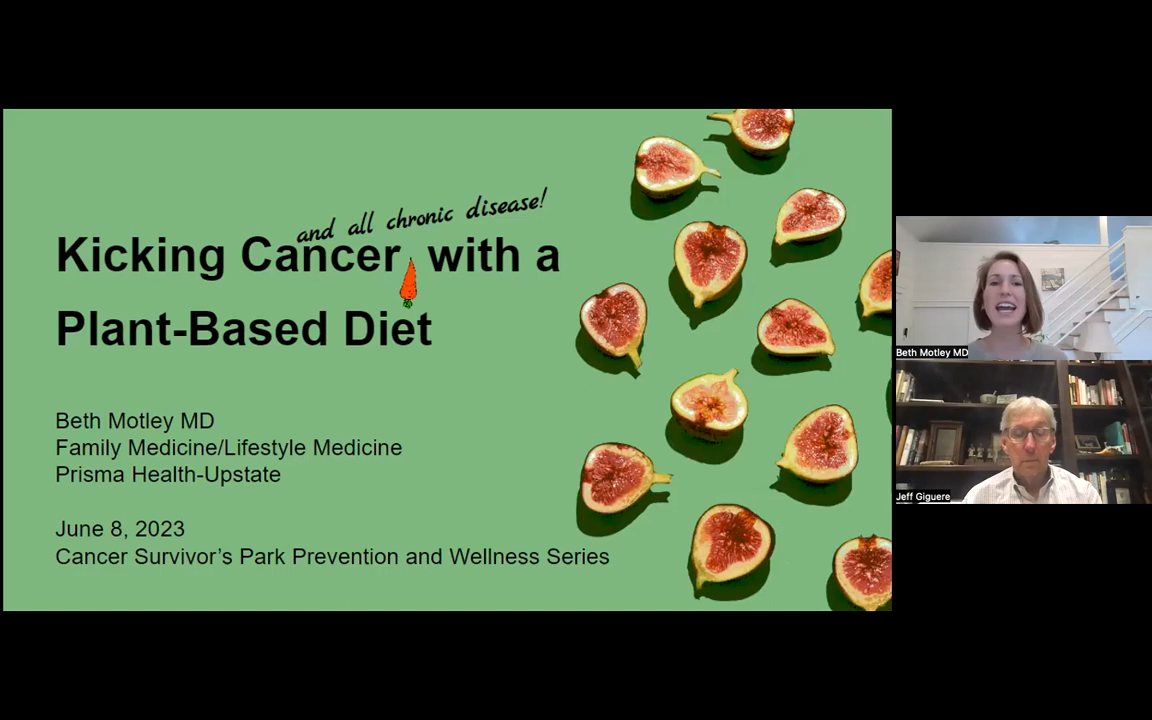 and all chronic disease!
Kicking Cancer with a
Plant-Based Diet
Beth Motley MD
Family Medicine/Lifestyle Medicine
Prisma Health-Upstate
June 8, 2023
Cancer Survivor's Park Prevention and Wellness Series
Beth Motley MD
Jeff Giguere